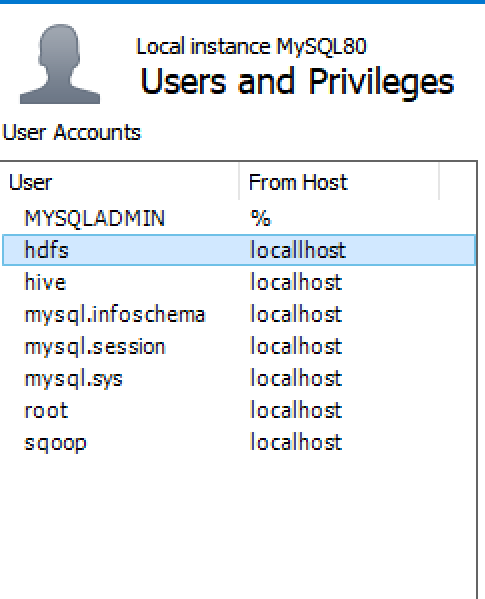 Local instance MySQL80
Users and Privileges
User Accounts
User From Host
MYSQLADMIN %
hdfs locallhost
hive localhost
mysql.infoschema localhost
mysql.session localhost
mysql.sys localhost
root localhost
sqoop localhost